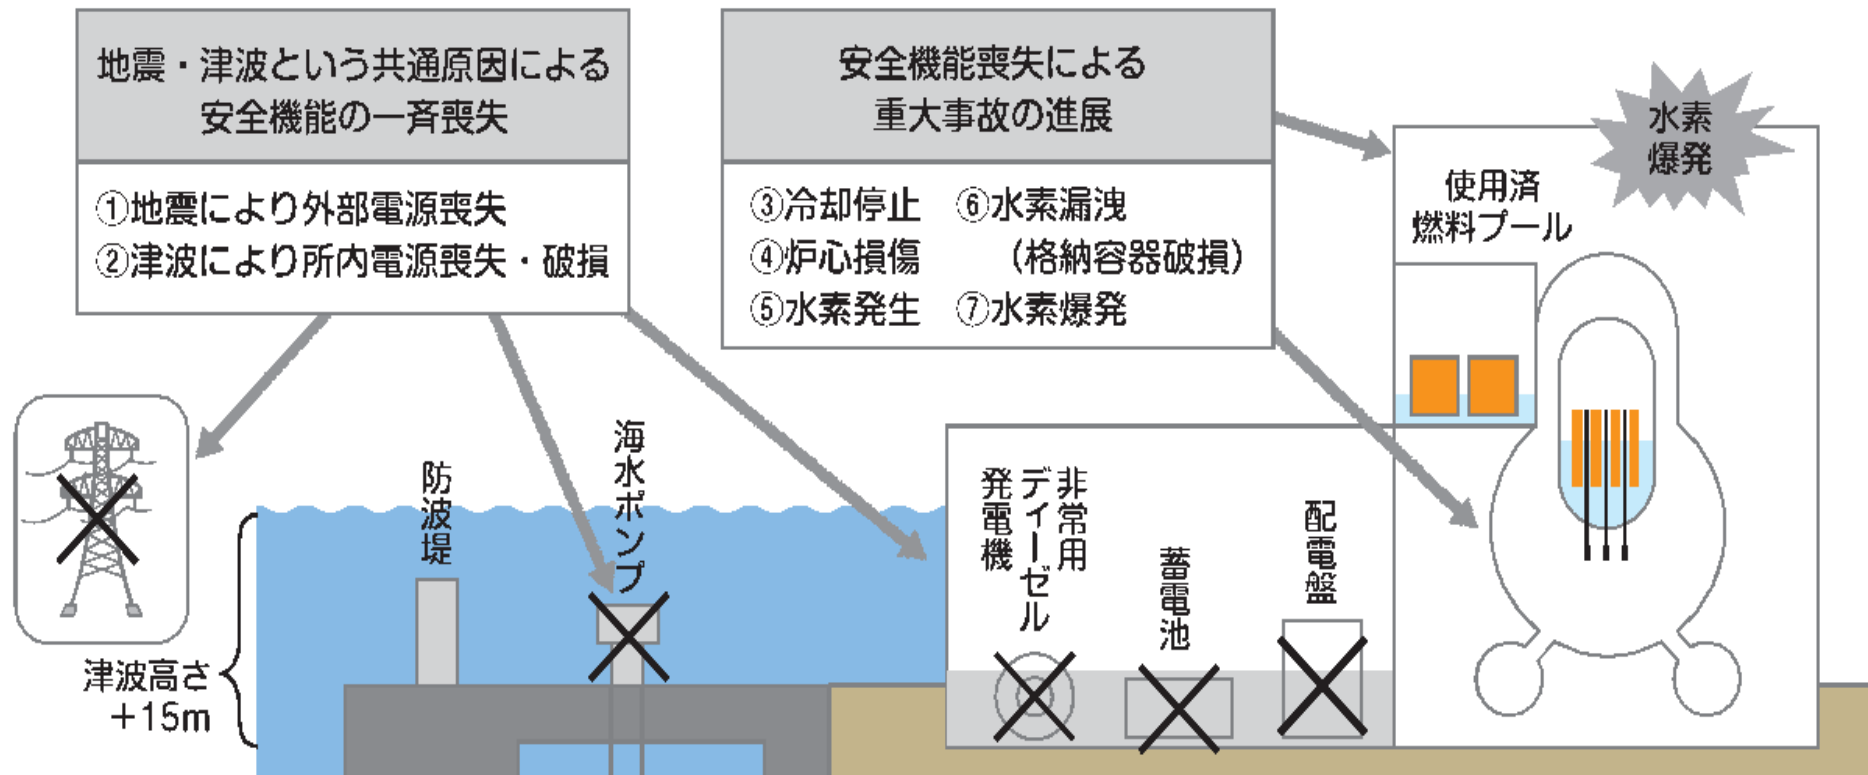 地震・津波という共通原因による
安全機能の一斉喪失
①地震により外部電源喪失
②津波により所内電源喪失・破損
安全機能喪失による
重大事故の進展
③冷却停止
④炉心損傷
⑤水素発生
⑥水素漏洩
（格納容器破損）
⑦水素爆発
水素
爆発
使用済
燃料プール
防波堤
海水ポンプ
非常用
ディーゼル
発電機
蓄電池
配電盤
津波高さ
＋15m